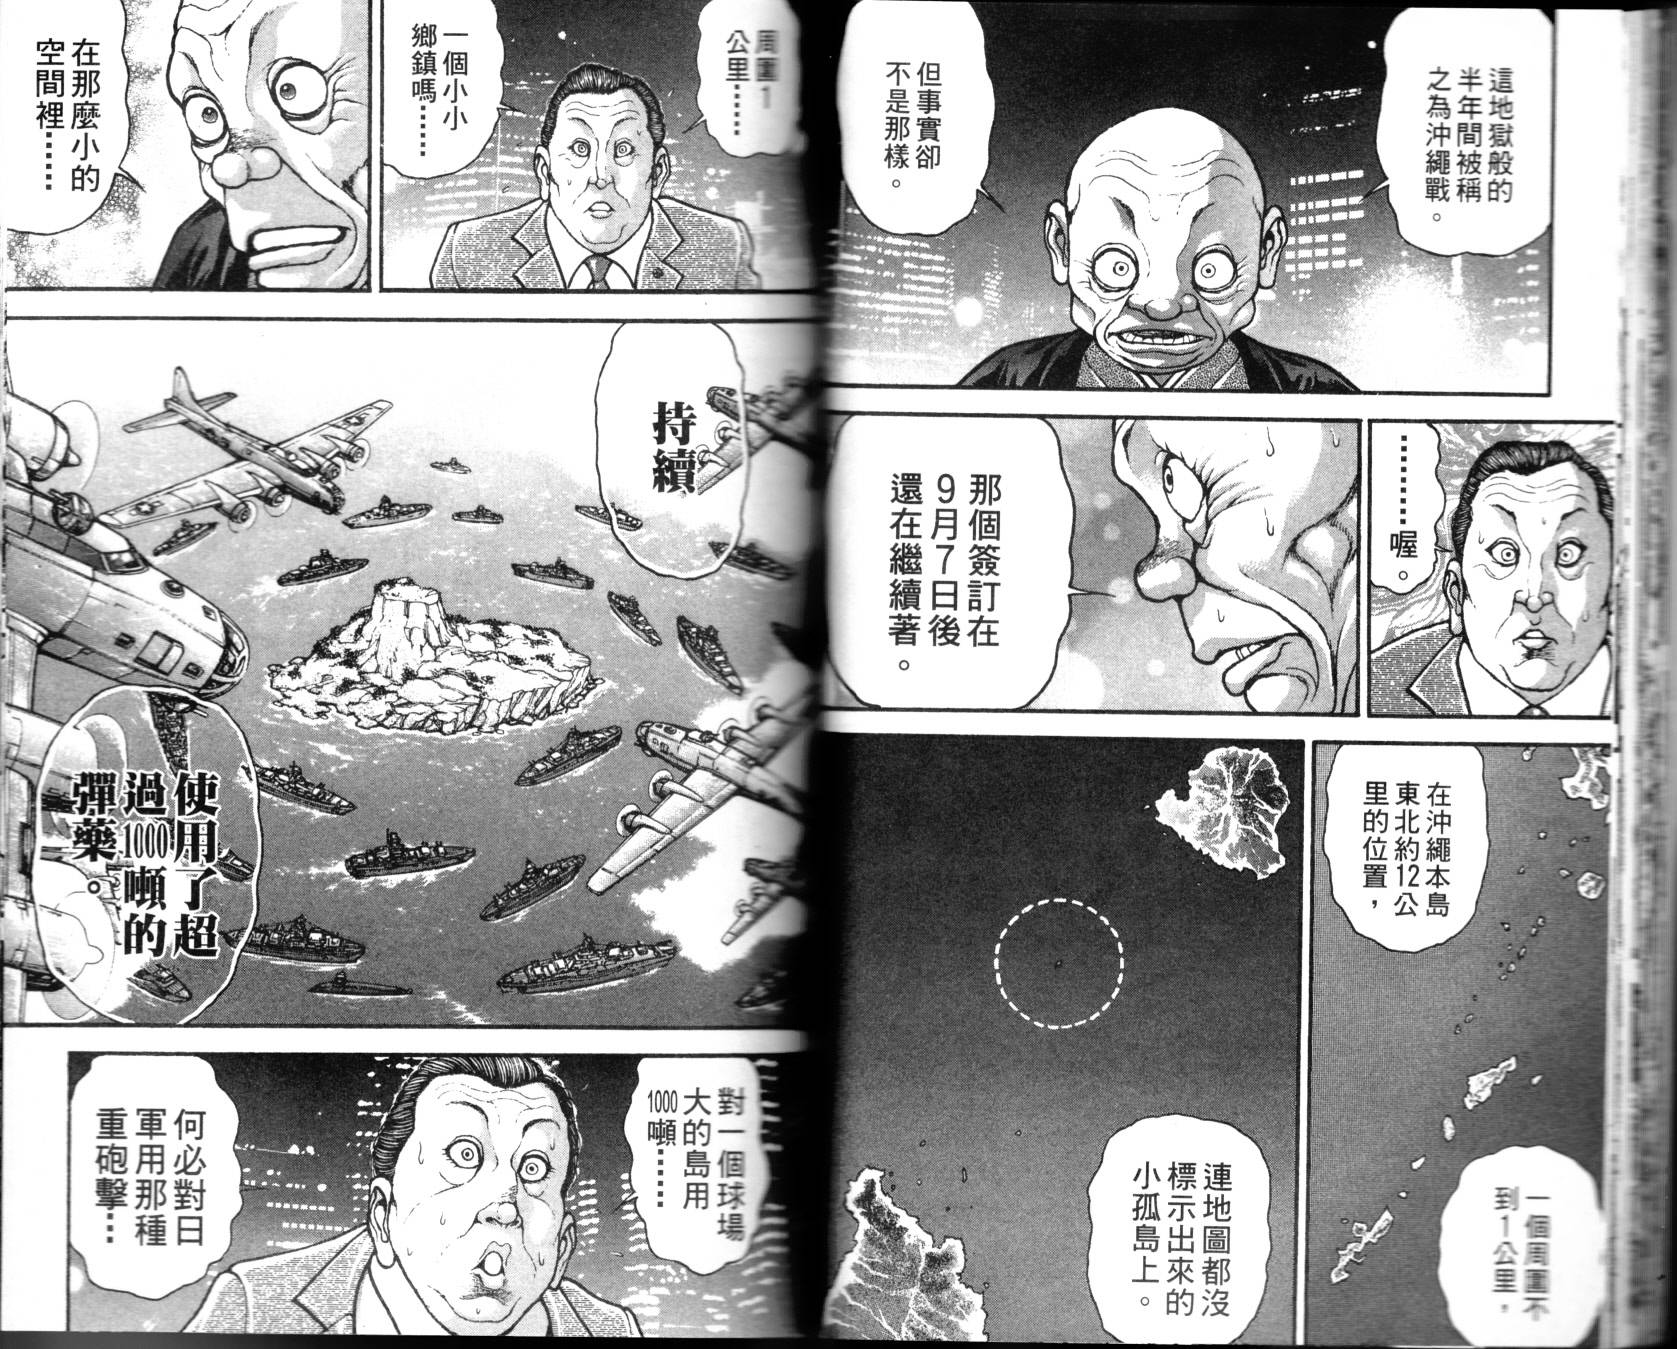 這地獄般的
半年間被稱
之為沖繩戰。
但事實卻
不是那樣。
………喔。
那個簽訂在
9月7日後
還在繼續著。
在沖繩本島
東北約12公
里的位置，
一個周圍不
到1公里，
連地圖都沒
標示出來的
小孤島上。
周圍1
公里……
一個小小
鄉鎮嗎……
在那麼小的
空間裡……
持續
使用了超
過1000噸的
彈藥。
對一個球場
大的島用
1000噸……
何必對日
軍用那種
重砲擊…